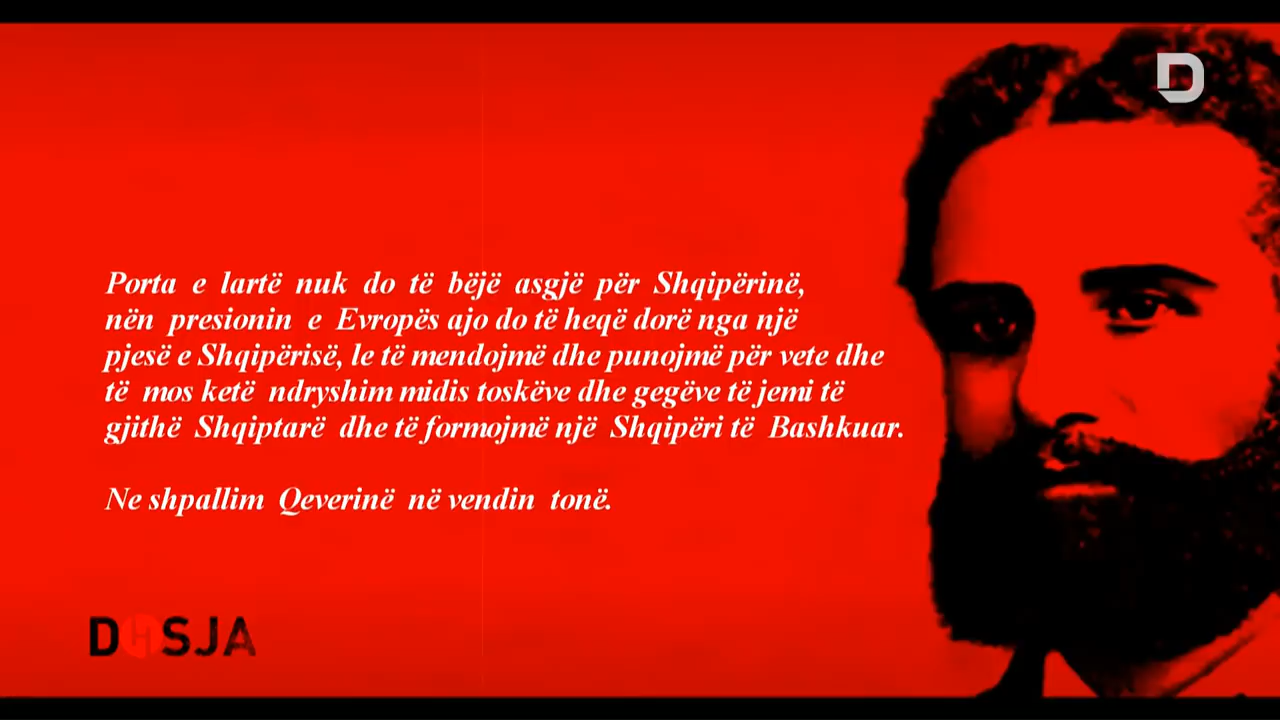 D
Porta e lartë nuk do të bëjë asgjë për Shqipërinë,
nën presionin e Evropës ajo do të heqë dorë nga një
pjesë e Shqipërisë, le të mendojmë dhe punojmë për vete dhe
të mos ketë ndryshim midis toskëve dhe gegëve të jemi të
gjithë Shqiptarë dhe të formojmë një Shqipëri të Bashkuar.
Ne shpallim Qeverinë në vendin tonë.
DOSJA